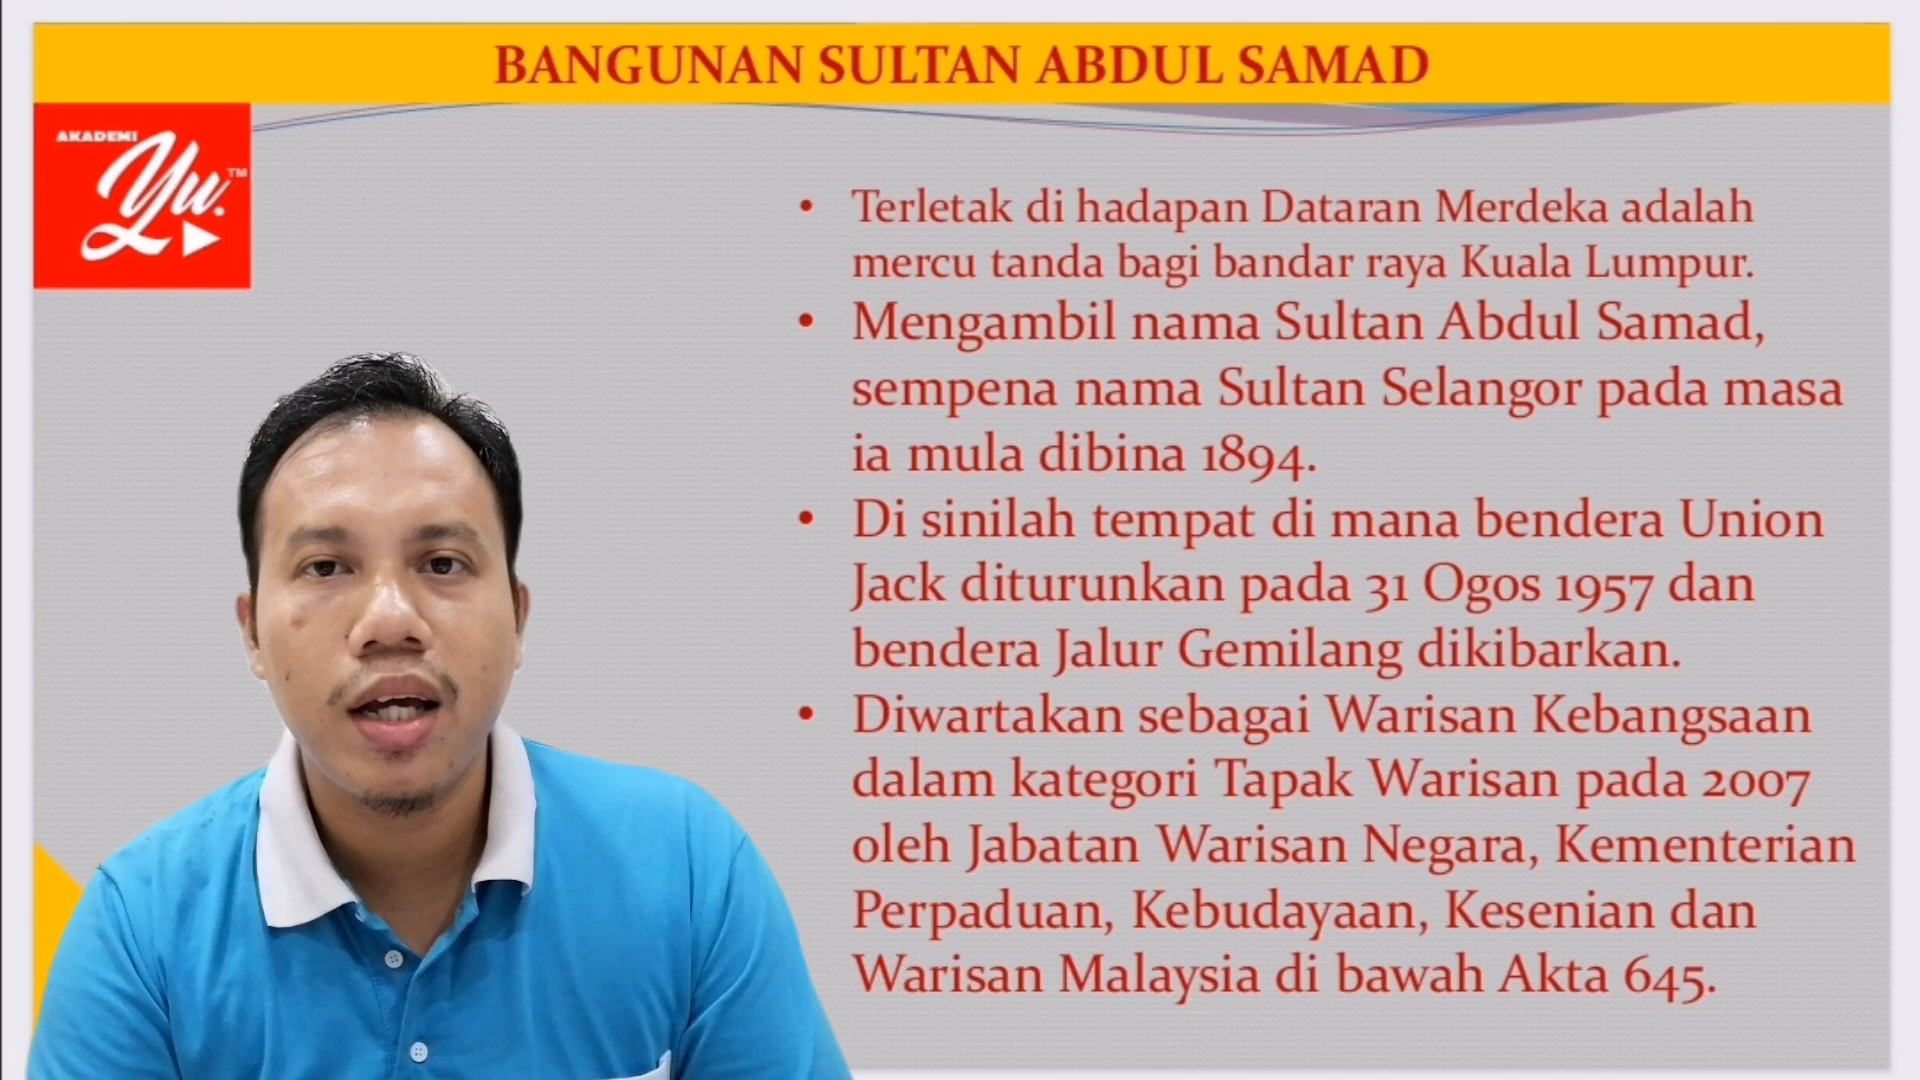 BANGUNAN SULTAN ABDUL SAMAD
AKADEMI
Yu.™
• Terletak di hadapan Dataran Merdeka adalah
mercu tanda bagi bandar raya Kuala Lumpur.
• Mengambil nama Sultan Abdul Samad,
sempena nama Sultan Selangor pada masa
ia mula dibina 1894.
• Di sinilah tempat di mana bendera Union
Jack diturunkan pada 31 Ogos 1957 dan
bendera Jalur Gemilang dikibarkan.
• Diwartakan sebagai Warisan Kebangsaan
dalam kategori Tapak Warisan pada 2007
oleh Jabatan Warisan Negara, Kementerian
Perpaduan, Kebudayaan, Kesenian dan
Warisan Malaysia di bawah Akta 645.